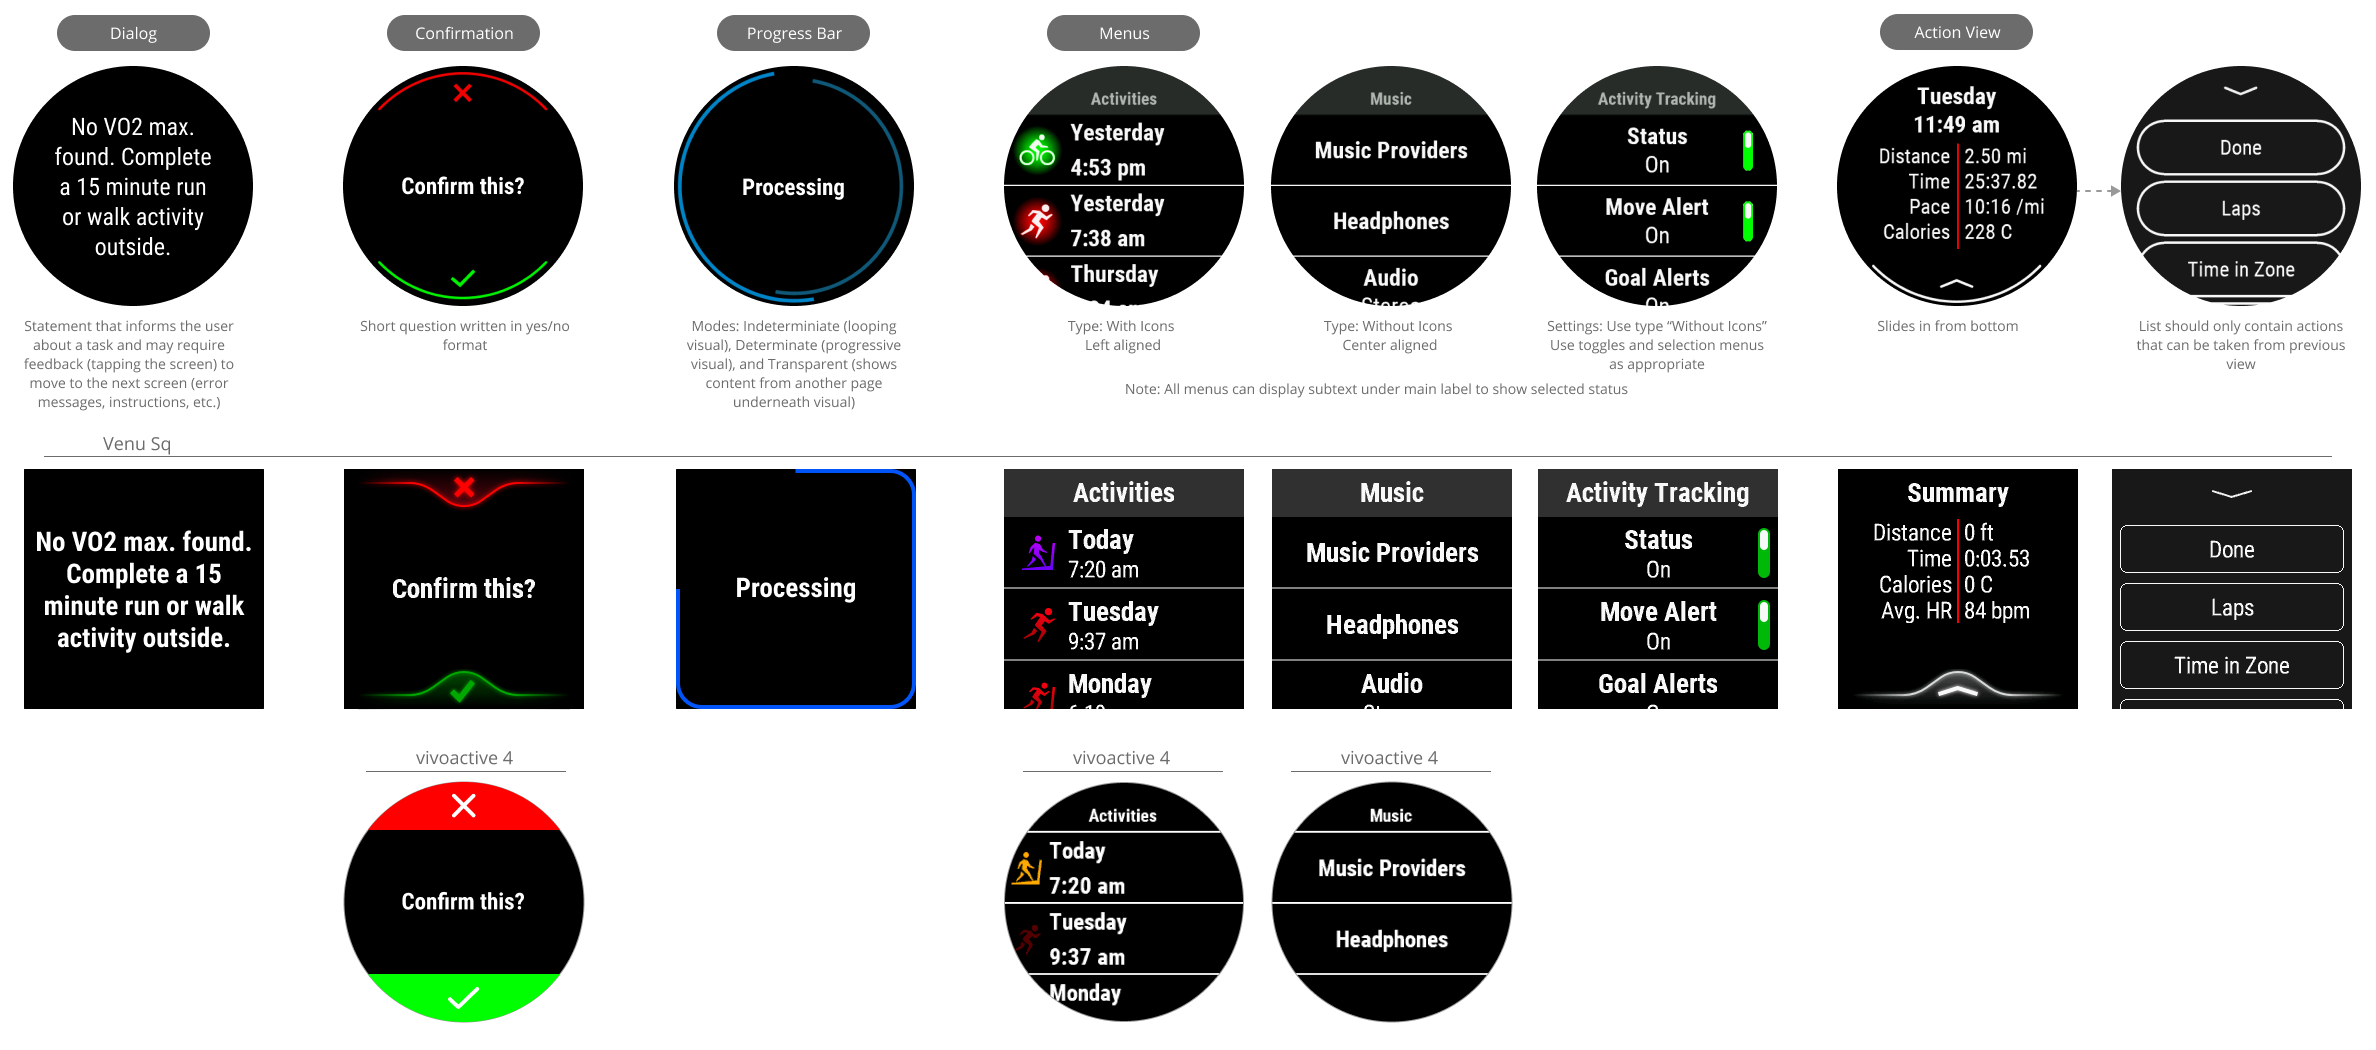 Dialog
Confirmation
Progress Bar
Menus
Action View
No VO2 max.
found. Complete
a 15 minute run
or walk activity
outside.
Confirm this?
Processing
Activities
Yesterday
4:53 pm
Yesterday
7:38 am
Thursday
Music
Music Providers
Headphones
Audio
Stereo
Activity Tracking
Status
On
Move Alert
On
Goal Alerts
On
Tuesday
11:49 am
Distance 2.50 mi
Time 25:37.82
Pace 10:16 /mi
Calories 228 C
Done
Laps
Time in Zone
Statement that informs the user
about a task and may require
feedback (tapping the screen) to
move to the next screen (error
messages, instructions, etc.)
Short question written in yes/no
format
Modes: Indeterminiate (looping
visual), Determinate (progressive
visual), and Transparent (shows
content from another page
underneath visual)
Type: With Icons
Left aligned
Type: Without Icons
Center aligned
Settings: Use type “Without Icons”
Use toggles and selection menus
as appropriate
Note: All menus can display subtext under main label to show selected status
Slides in from bottom
List should only contain actions
that can be taken from previous
view
Venu Sq
No VO2 max. found.
Complete a 15
minute run or walk
activity outside.
Confirm this?
Processing
Activities
Today
7:20 am
Tuesday
9:37 am
Monday
Music
Music Providers
Headphones
Audio
Activity Tracking
Status
On
Move Alert
On
Goal Alerts
Summary
Distance 0 ft
Time 0:03.53
Calories 0 C
Avg. HR 84 bpm
Done
Laps
Time in Zone
vivoactive 4
Confirm this?
vivoactive 4
Activities
Today
7:20 am
Tuesday
9:37 am
Monday
vivoactive 4
Music
Music Providers
Headphones